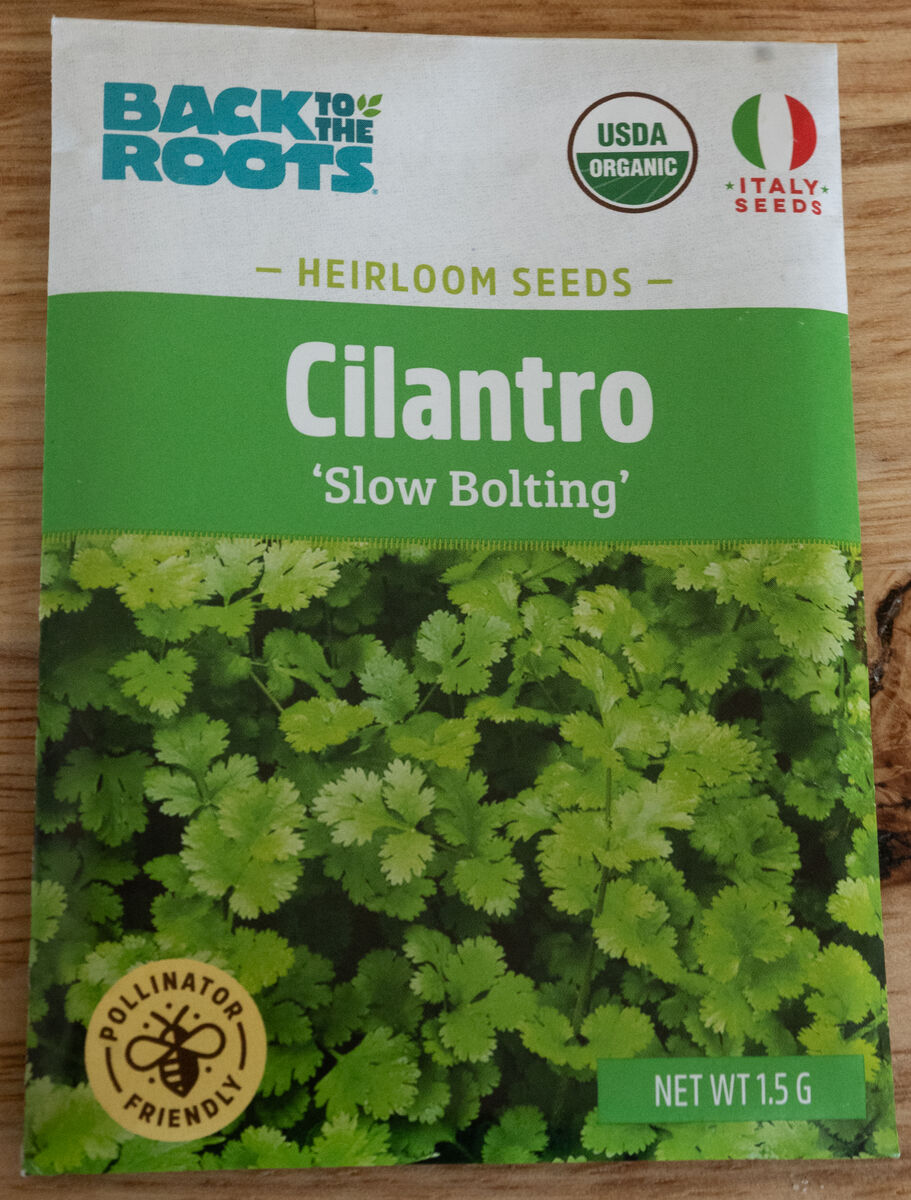 BACK TO THE ROOTS®
USDA
ORGANIC
ITALY
SEEDS
– HEIRLOOM SEEDS –
Cilantro
‘Slow Bolting’
POLLINATOR
FRIENDLY
NET WT 1.5 G